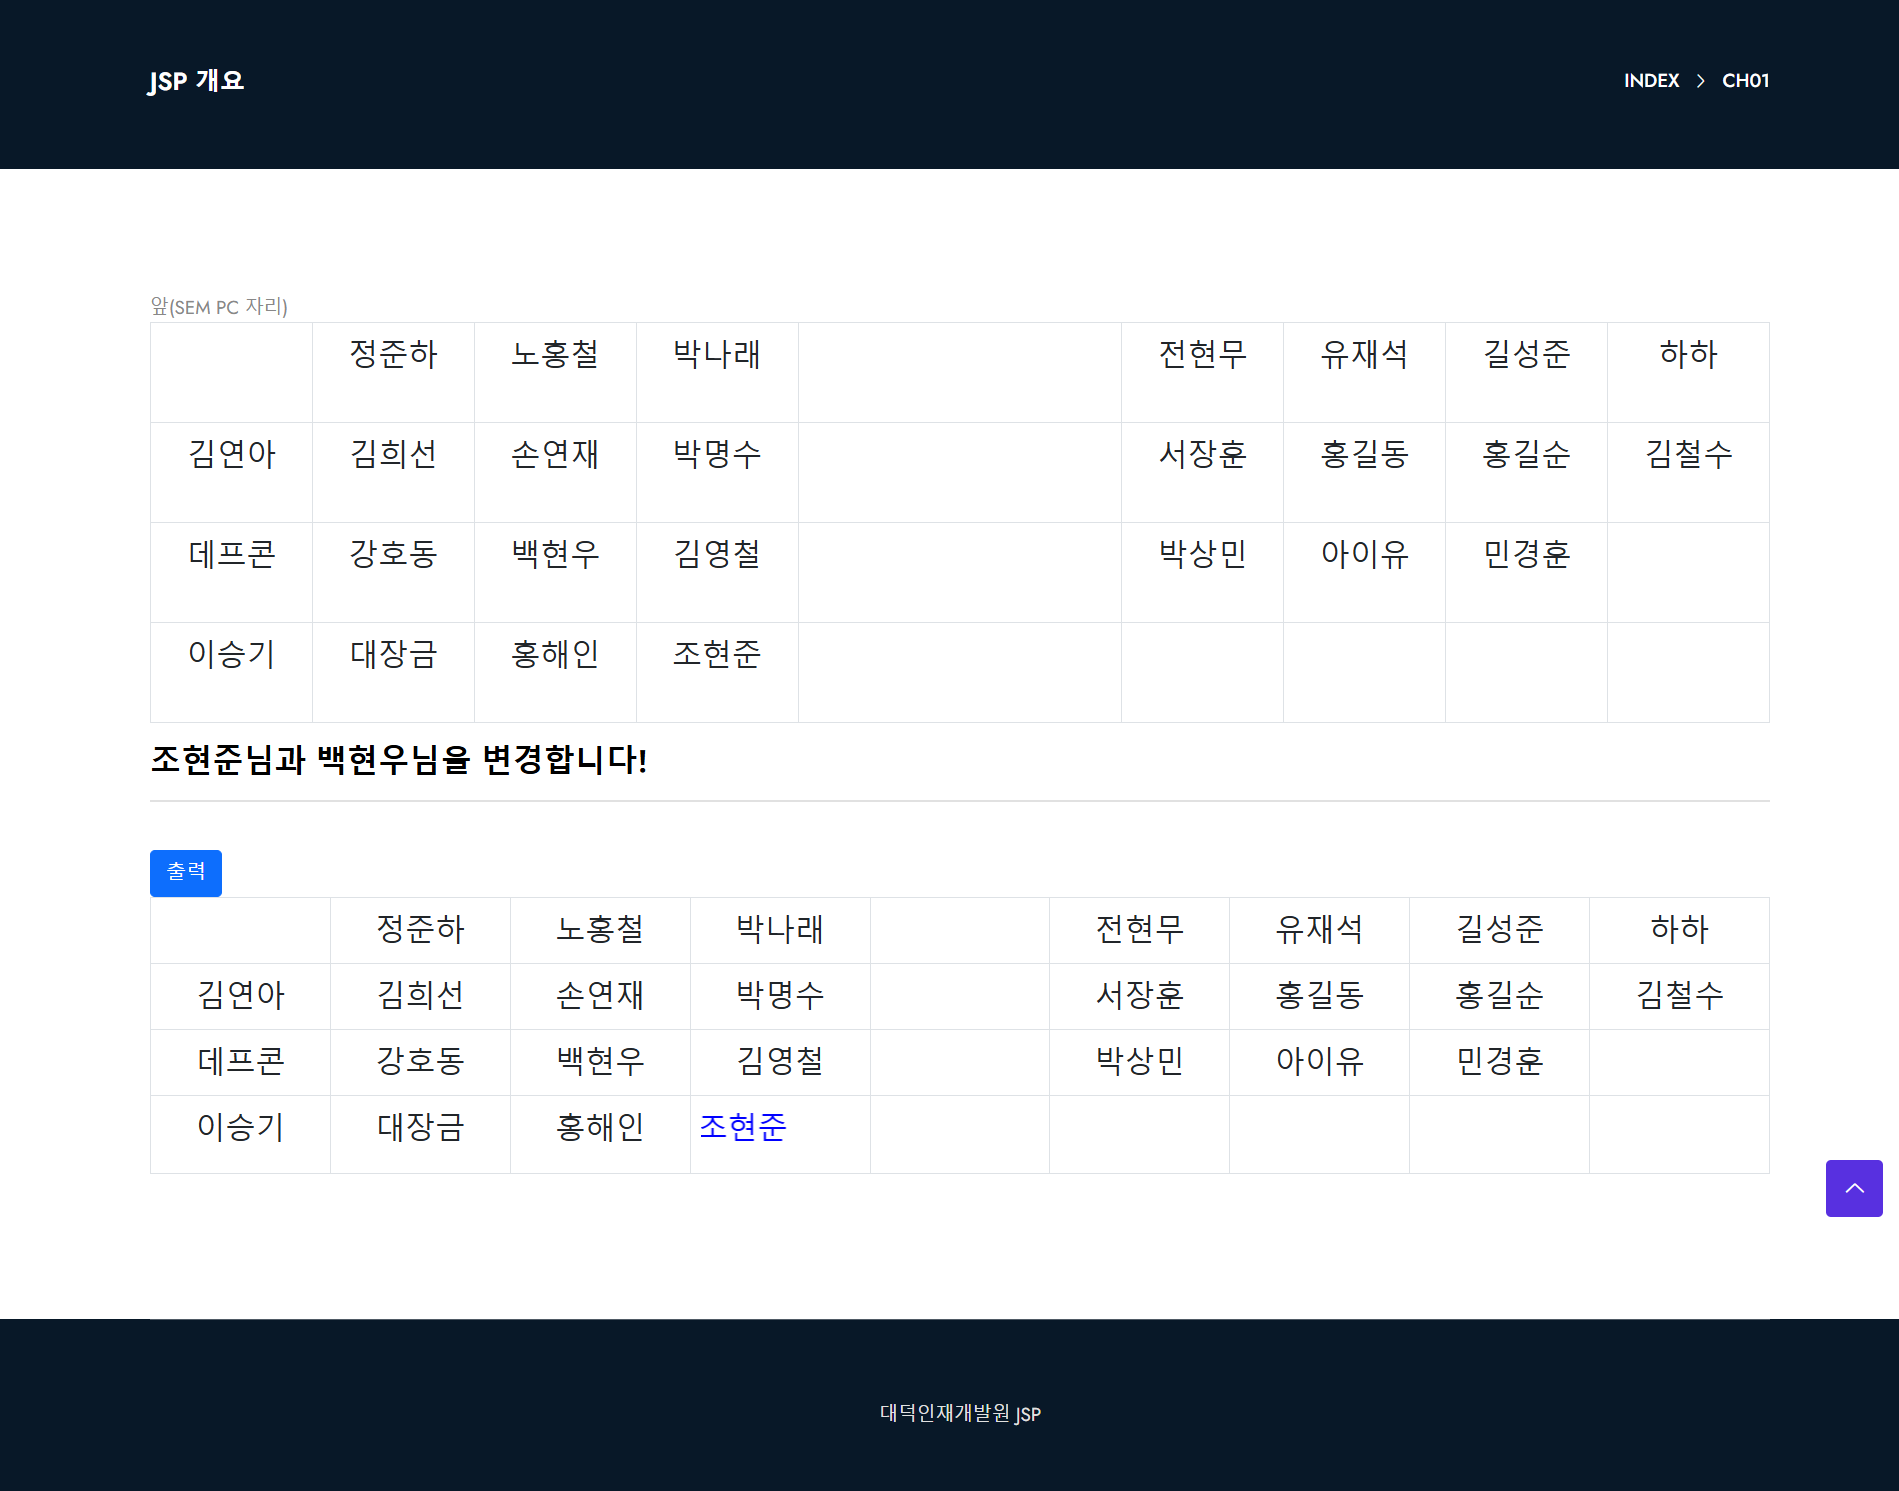 JSP 개요
INDEX > CH01
앞(SEM PC 자리)
정준하 노홍철 박나래 전현무 유재석 길성준 하하
김연아 김희선 손연재 박명수 서장훈 홍길동 홍길순 김철수
데프콘 강호동 백현우 김영철 박상민 아이유 민경훈
이승기 대장금 홍해인 조현준
조현준님과 백현우님을 변경합니다!
출력
정준하 노홍철 박나래 전현무 유재석 길성준 하하
김연아 김희선 손연재 박명수 서장훈 홍길동 홍길순 김철수
데프콘 강호동 백현우 김영철 박상민 아이유 민경훈
이승기 대장금 홍해인 조현준
대덕인재개발원 JSP